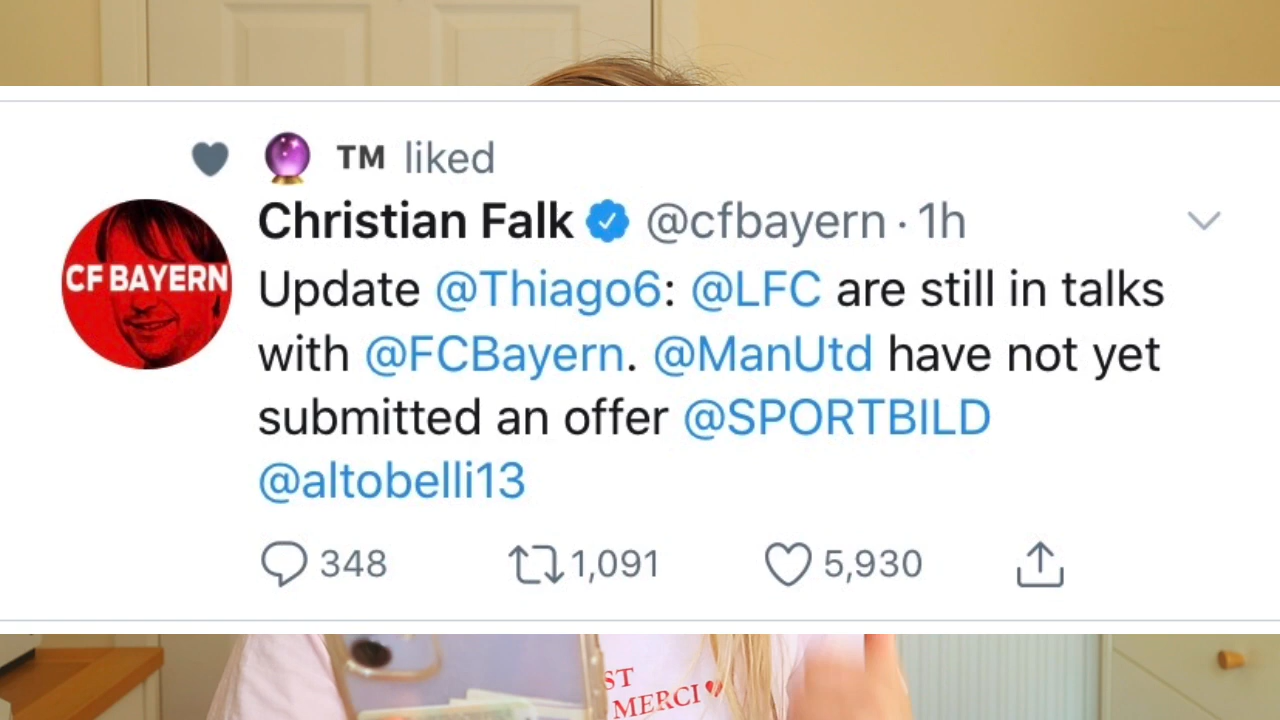 TM liked
Christian Falk @cfbayern · 1h
CF BAYERN
Update @Thiago6: @LFC are still in talks
with @FCBayern. @ManUtd have not yet
submitted an offer @SPORTBILD
@altobelli13
348 1,091 5,930
ST
MERCI